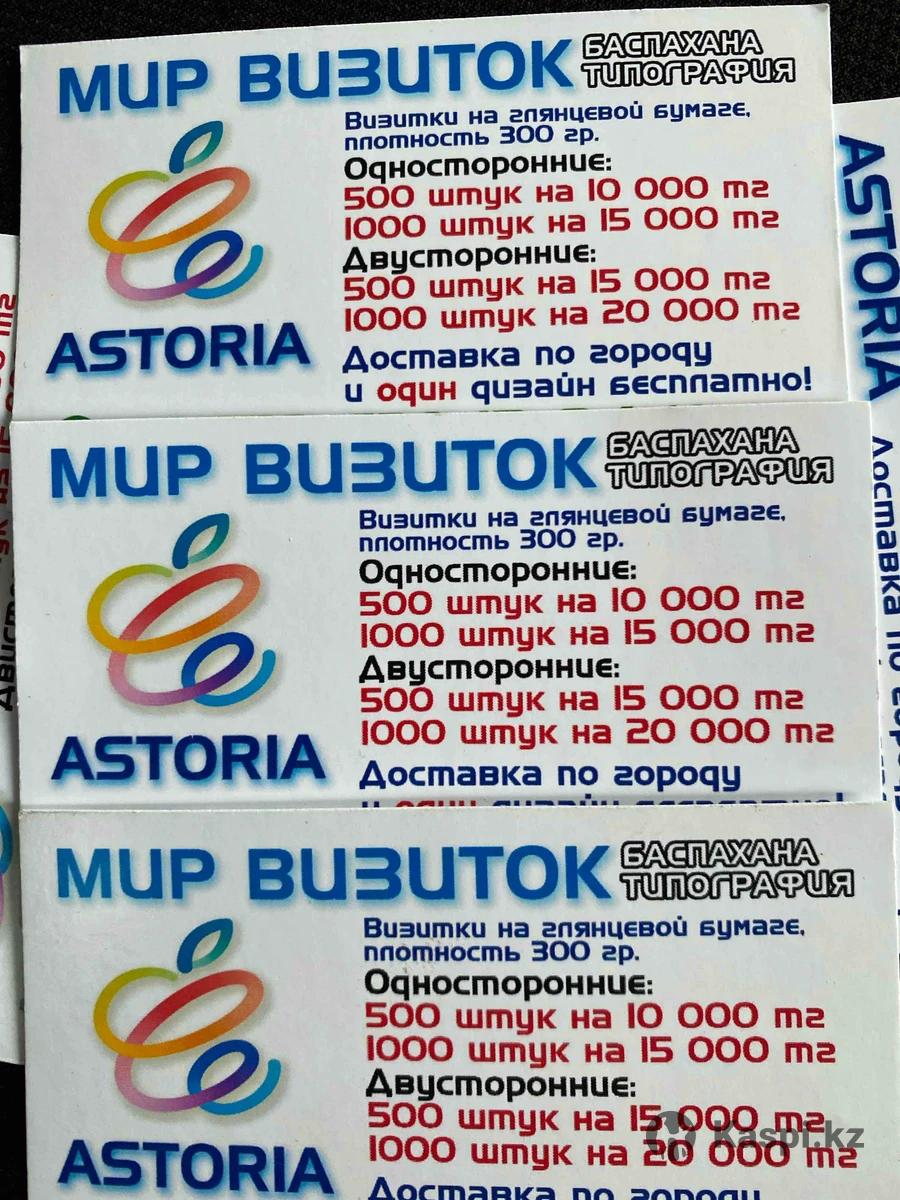 МИР ВИЗИТОК
БАСПАХАНА
ТИПОГРАФИЯ
Визитки на глянцевой бумаге,
плотность 300 гр.
Односторонние:
500 штук на 10 000 тг
1000 штук на 15 000 тг
Двусторонние:
500 штук на 15 000 тг
1000 штук на 20 000 тг
ASTORIA
Доставка по городу
и один дизайн бесплатно!
МИР ВИЗИТОК
БАСПАХАНА
ТИПОГРАФИЯ
Визитки на глянцевой бумаге,
плотность 300 гр.
Односторонние:
500 штук на 10 000 тг
1000 штук на 15 000 тг
Двусторонние:
500 штук на 15 000 тг
1000 штук на 20 000 тг
ASTORIA
Доставка по городу
и один дизайн бесплатно!
МИР ВИЗИТОК
БАСПАХАНА
ТИПОГРАФИЯ
Визитки на глянцевой бумаге,
плотность 300 гр.
Односторонние:
500 штук на 10 000 тг
1000 штук на 15 000 тг
Двусторонние:
500 штук на 15 000 тг
1000 штук на 20 000 тг
ASTORIA
Доставка по городу
ASTORIA
Доставка по
Kaspi.kz